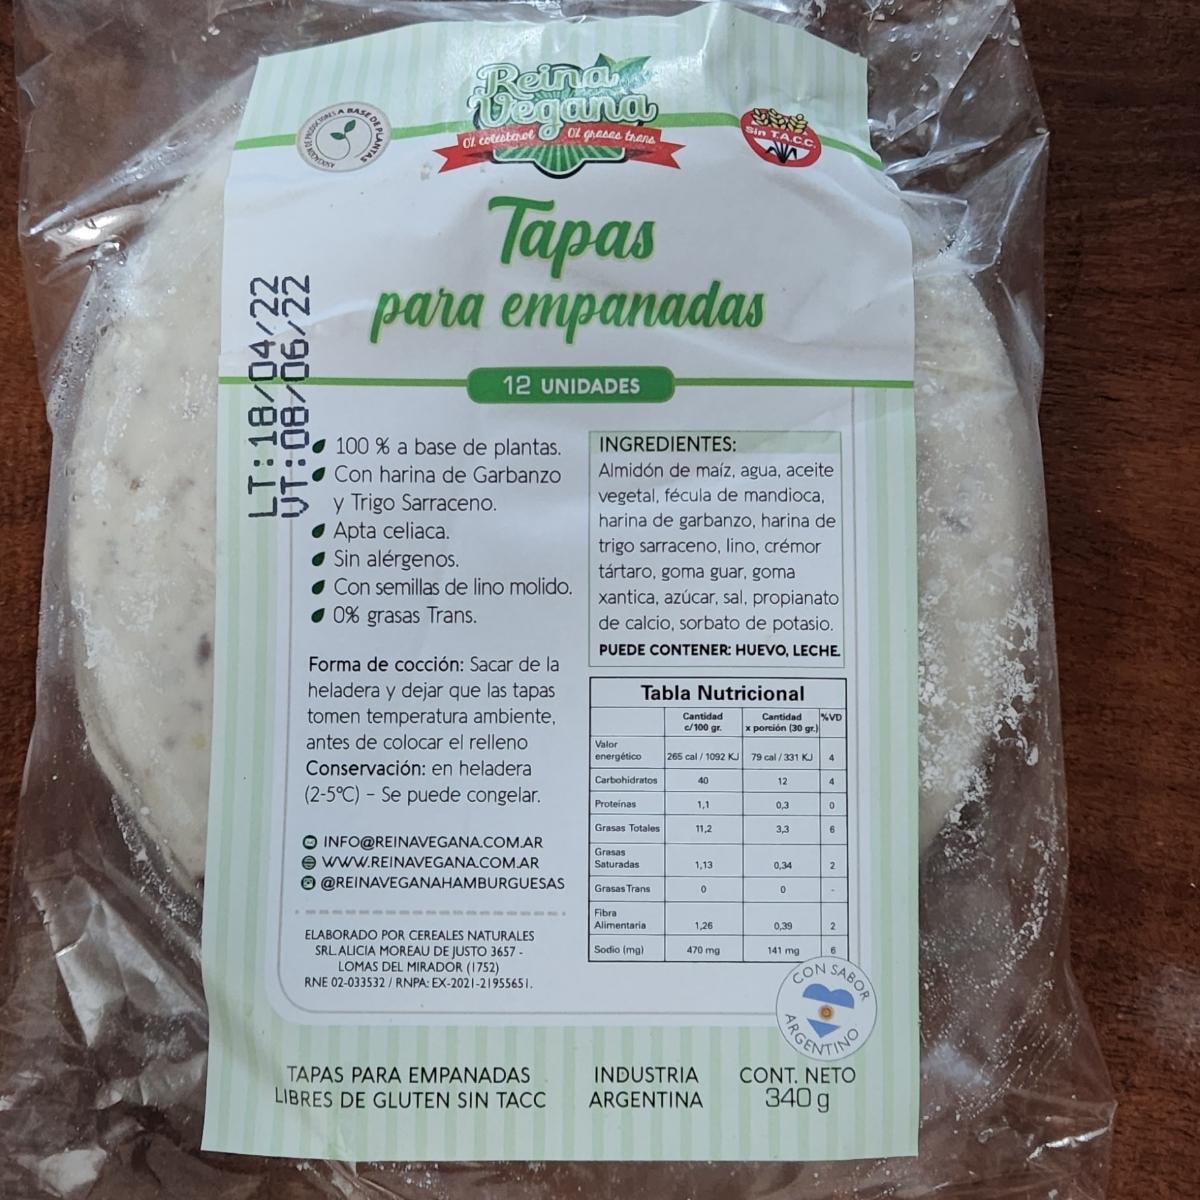 Reina
Vegana
0% colesterol 0% grasas trans
A BASE DE PLANTAS
Sin T.A.C.C.
Tapas
para empanadas
12 UNIDADES
LT:18/04/22
VT:08/06/22
100 % a base de plantas.
Con harina de Garbanzo
y Trigo Sarraceno.
Apta celiaca.
Sin alérgenos.
Con semillas de lino molido.
0% grasas Trans.
Forma de cocción: Sacar de la
heladera y dejar que las tapas
tomen temperatura ambiente,
antes de colocar el relleno
Conservación: en heladera
(2-5°C) – Se puede congelar.
INFO@REINAVEGANA.COM.AR
WWW.REINAVEGANA.COM.AR
@REINAVEGANAHAMBURGUESAS
ELABORADO POR CEREALES NATURALES
SRL.ALICIA MOREAU DE JUSTO 3657 -
LOMAS DEL MIRADOR (1752)
RNE 02-033532 / RNPA: EX-2021-21955651.
INGREDIENTES:
Almidón de maíz, agua, aceite
vegetal, fécula de mandioca,
harina de garbanzo, harina de
trigo sarraceno, lino, crémor
tártaro, goma guar, goma
xantica, azúcar, sal, propianato
de calcio, sorbato de potasio.
PUEDE CONTENER: HUEVO, LECHE.
Tabla Nutricional
Cantidad c/100 gr. Cantidad x porción (30 gr.) %VD
Valor energético 265 cal / 1092 KJ 79 cal / 331 KJ 4
Carbohidratos 40 12 4
Proteínas 1,1 0,3 0
Grasas Totales 11,2 3,3 6
Grasas Saturadas 1,13 0,34 2
Grasas Trans 0 0 -
Fibra Alimentaria 1,26 0,39 2
Sodio (mg) 470 mg 141 mg 6
CON SABOR
ARGENTINO
TAPAS PARA EMPANADAS
LIBRES DE GLUTEN SIN TACC
INDUSTRIA
ARGENTINA
CONT. NETO
340 g